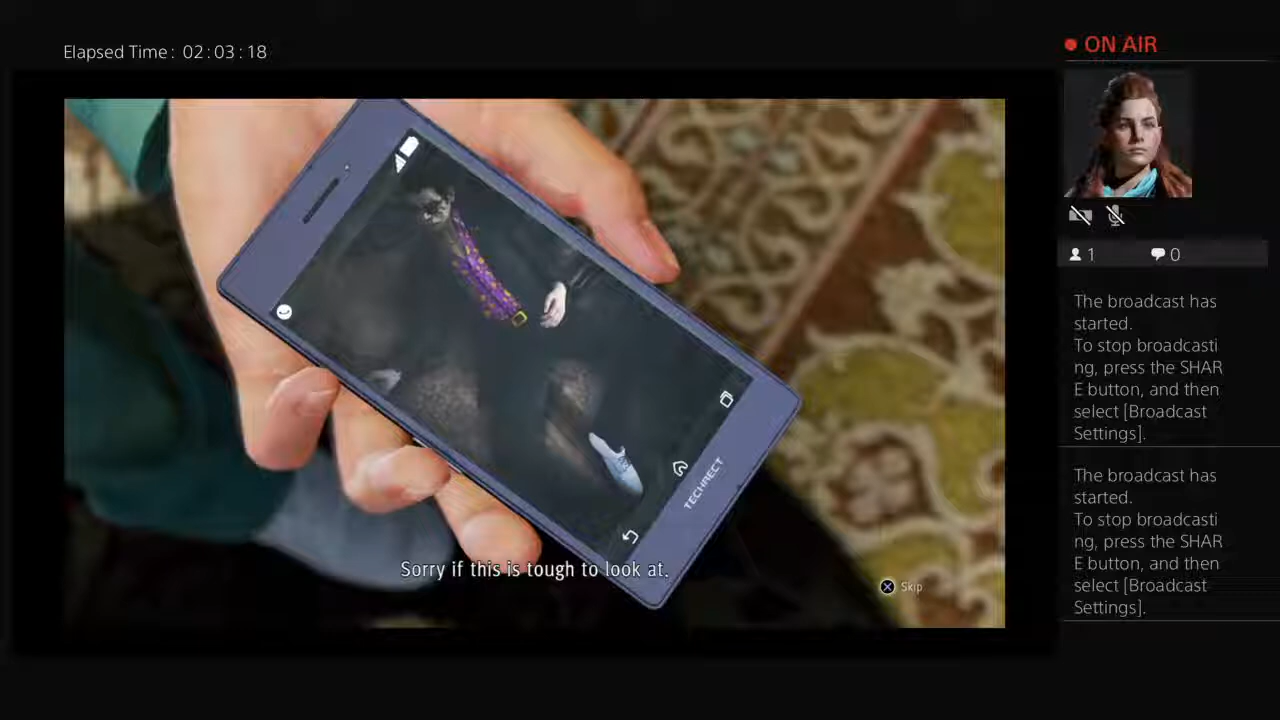 Elapsed Time: 02:03:18
ON AIR
1
0
The broadcast has
started.
To stop broadcasti
ng, press the SHAR
E button, and then
select [Broadcast
Settings].
The broadcast has
started.
To stop broadcasti
ng, press the SHAR
E button, and then
select [Broadcast
Settings].
TECHRECT
Sorry if this is tough to look at.
Skip